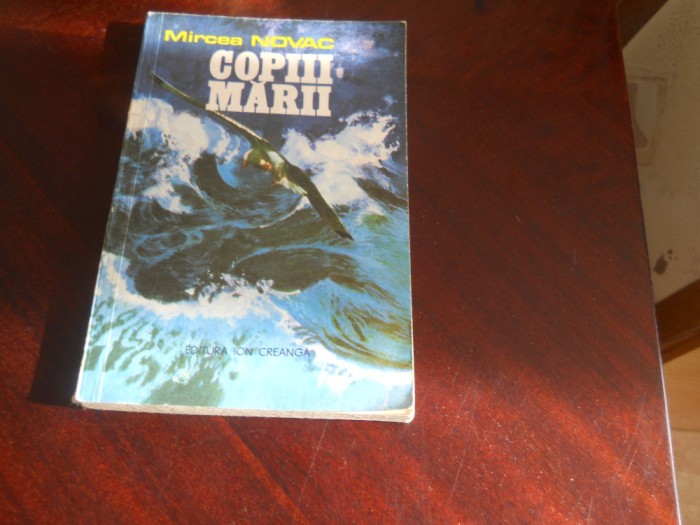 Mircea NOVAC
COPIII
MĂRII
EDITURA ION CREANGĂ